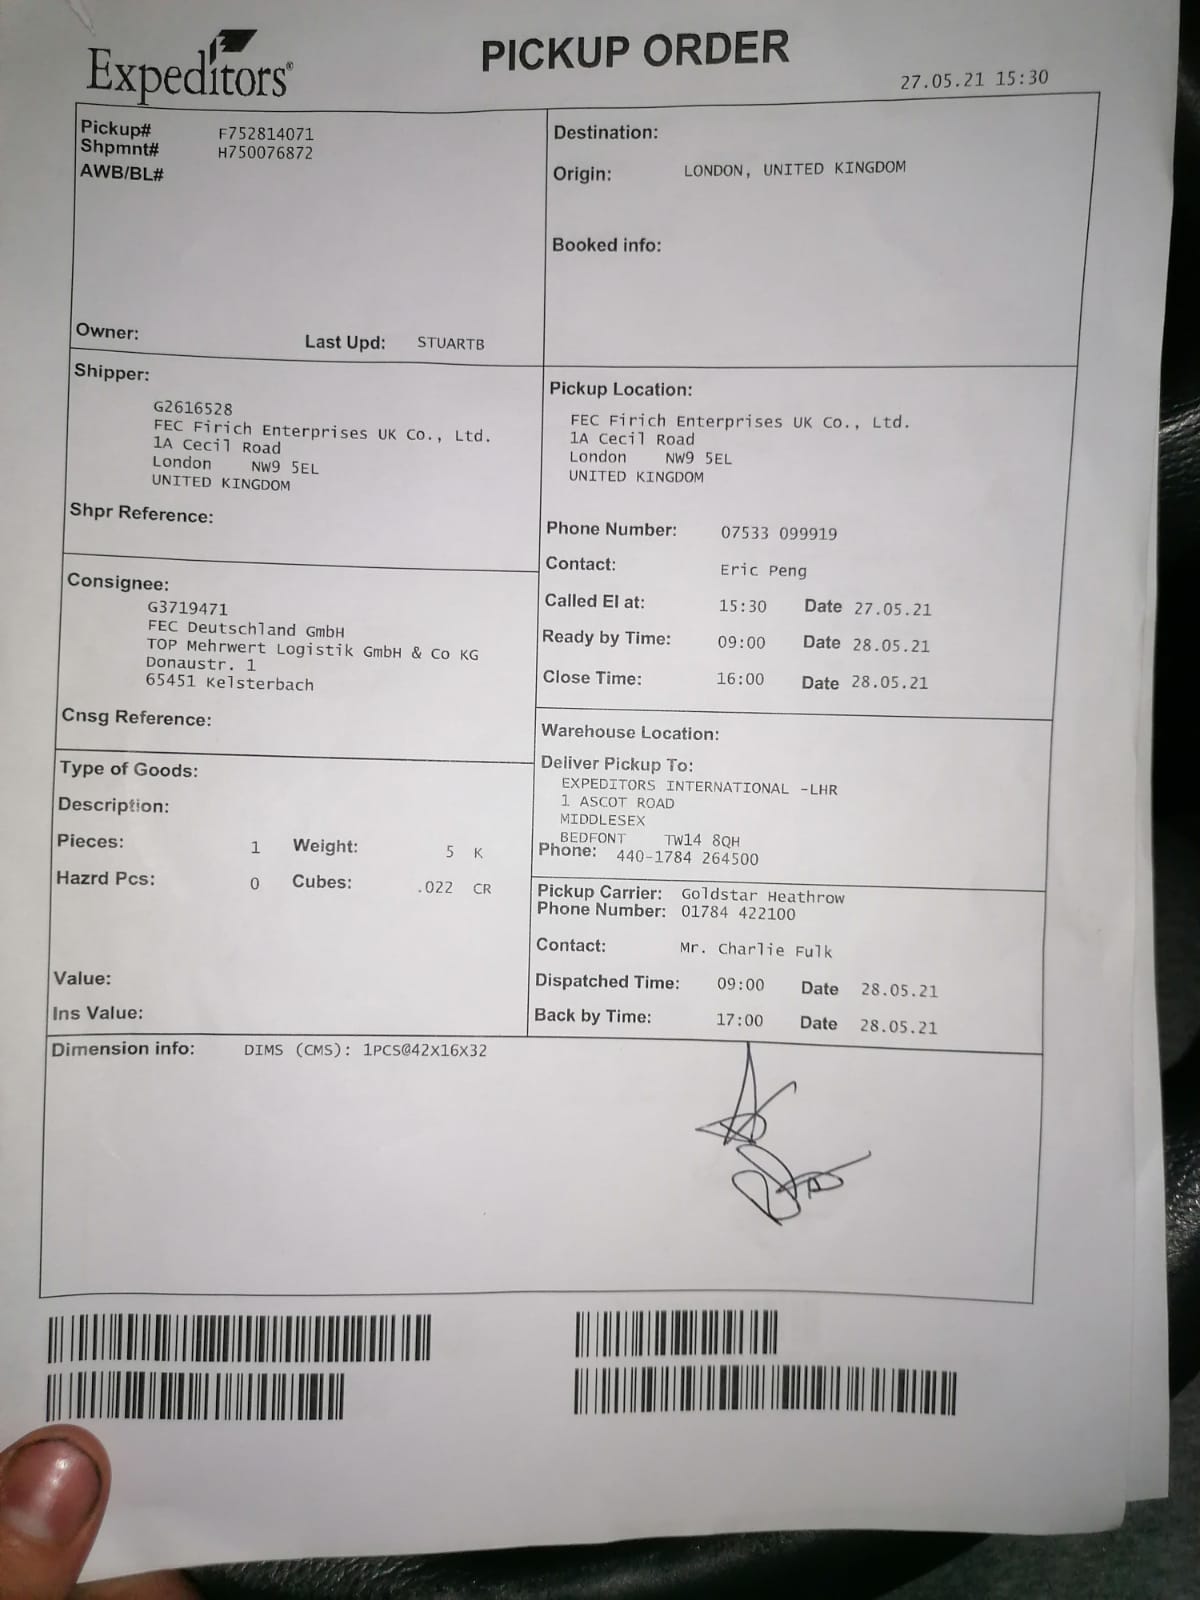 Expeditors®
PICKUP ORDER
27.05.21 15:30
Pickup# F752814071
Shpmnt# H750076872
AWB/BL#
Owner: Last Upd: STUARTB
Destination:
Origin: LONDON, UNITED KINGDOM
Booked info:
Shipper:
G2616528
FEC Firich Enterprises UK Co., Ltd.
1A Cecil Road
London NW9 5EL
UNITED KINGDOM
Shpr Reference:
Pickup Location:
FEC Firich Enterprises UK Co., Ltd.
1A Cecil Road
London NW9 5EL
UNITED KINGDOM
Phone Number: 07533 099919
Contact: Eric Peng
Called EI at: 15:30 Date 27.05.21
Ready by Time: 09:00 Date 28.05.21
Close Time: 16:00 Date 28.05.21
Consignee:
G3719471
FEC Deutschland GmbH
TOP Mehrwert Logistik GmbH & Co KG
Donaustr. 1
65451 Kelsterbach
Cnsg Reference:
Warehouse Location:
Deliver Pickup To:
EXPEDITORS INTERNATIONAL -LHR
1 ASCOT ROAD
MIDDLESEX
BEDFONT TW14 8QH
Phone: 440-1784 264500
Type of Goods:
Description:
Pieces: 1 Weight: 5 K
Hazrd Pcs: 0 Cubes: .022 CR
Value:
Ins Value:
Pickup Carrier: Goldstar Heathrow
Phone Number: 01784 422100
Contact: Mr. Charlie Fulk
Dispatched Time: 09:00 Date 28.05.21
Back by Time: 17:00 Date 28.05.21
Dimension info: DIMS (CMS): 1PCS@42X16X32